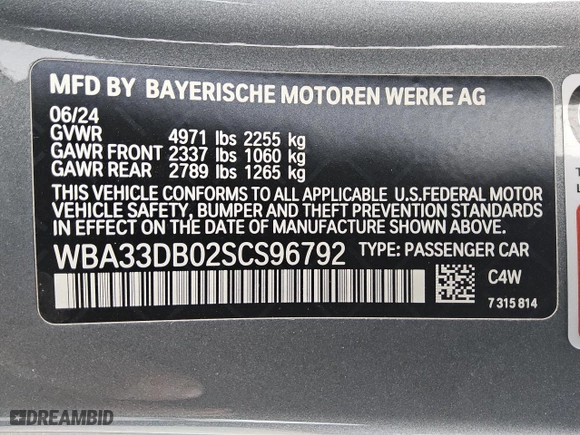 MFD BY BAYERISCHE MOTOREN WERKE AG
06/24
GVWR 4971 lbs 2255 kg
GAWR FRONT 2337 lbs 1060 kg
GAWR REAR 2789 lbs 1265 kg
THIS VEHICLE CONFORMS TO ALL APPLICABLE U.S.FEDERAL MOTOR
VEHICLE SAFETY, BUMPER AND THEFT PREVENTION STANDARDS
IN EFFECT ON THE DATE OF MANUFACTURE SHOWN ABOVE.
WBA33DB02SCS96792 TYPE: PASSENGER CAR
C4W
7 315 814
DREAMBID